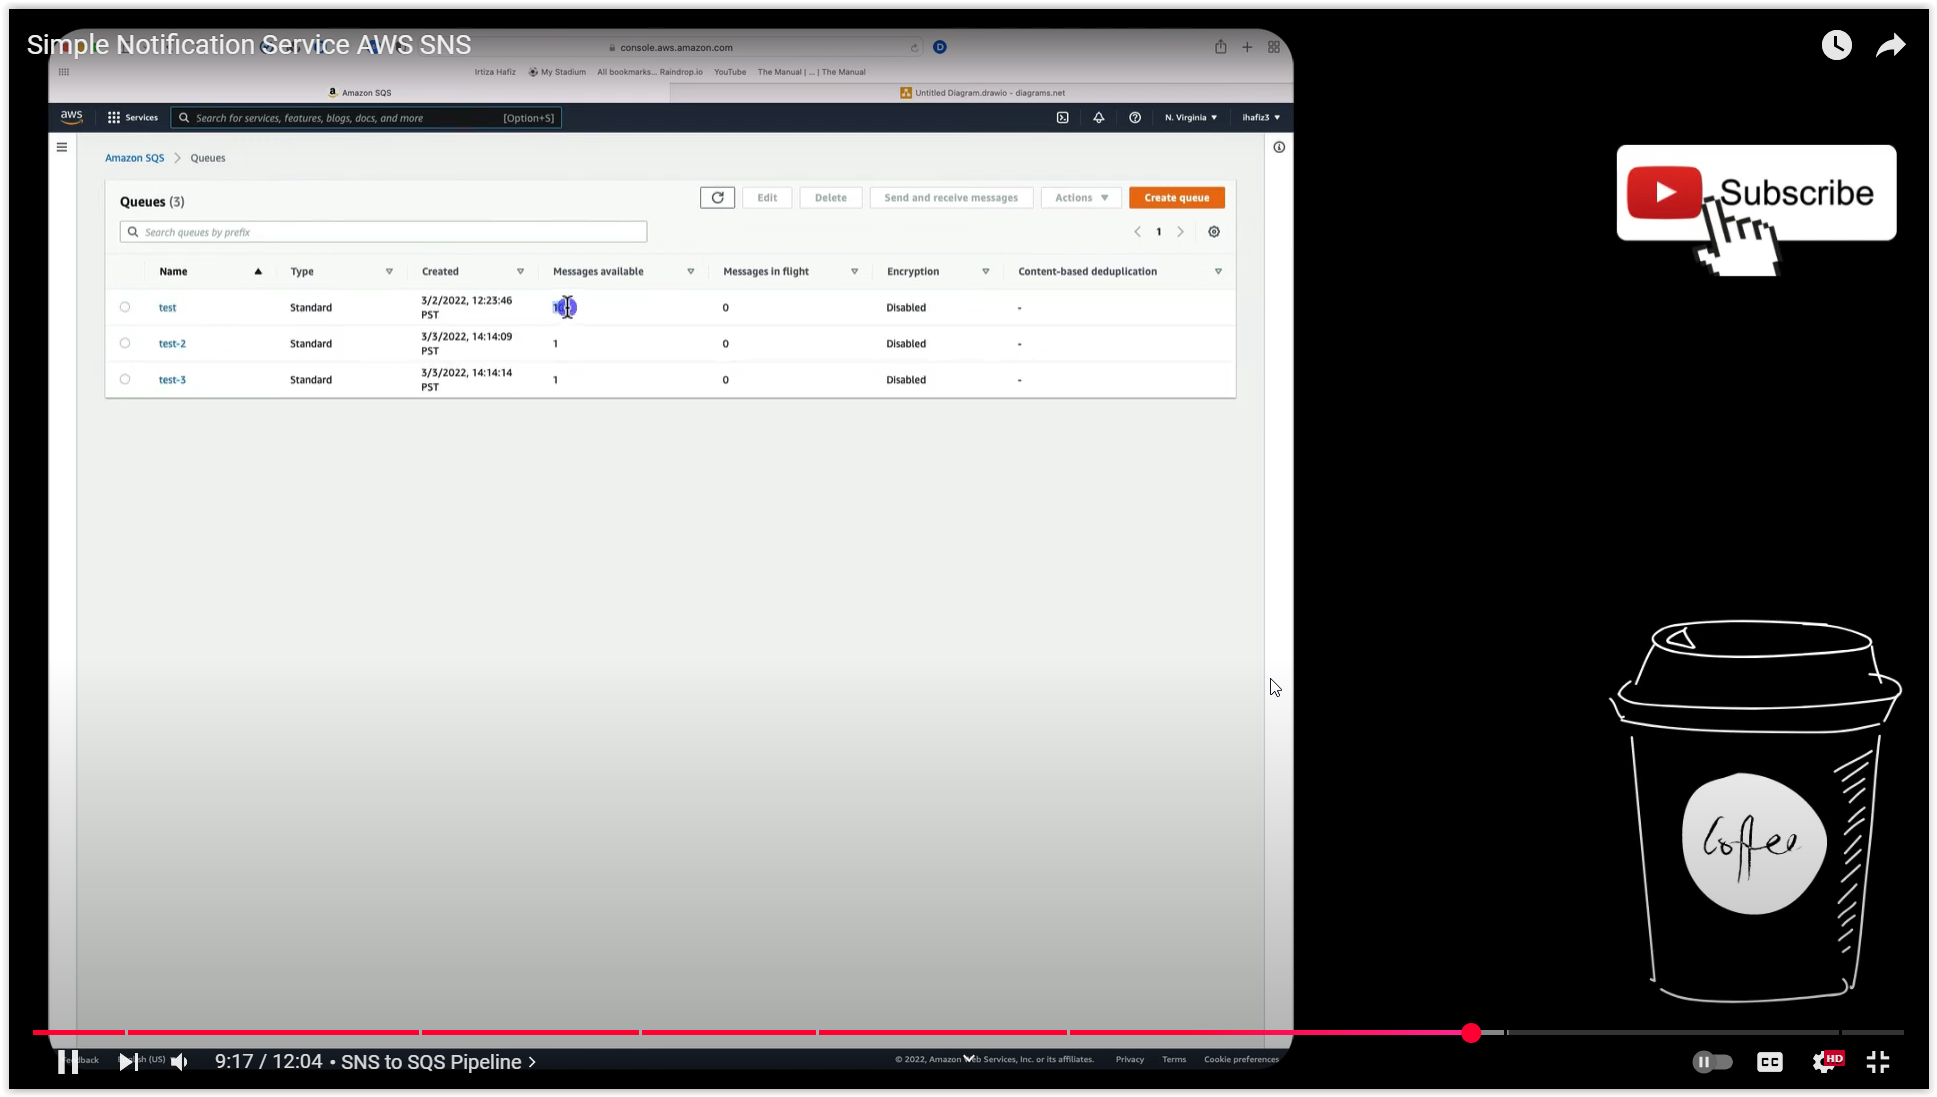 Simple Notification Service AWS SNS
console.aws.amazon.com
Irtiza Hafiz My Stadium All bookmarks... Raindrop.io YouTube The Manual | ... | The Manual
Amazon SQS Untitled Diagram.drawio - diagrams.net
aws Services Search for services, features, blogs, docs, and more [Option+S] N. Virginia ihafiz3
Amazon SQS Queues
Queues (3) Edit Delete Send and receive messages Actions Create queue
Search queues by prefix 1
Name Type Created Messages available Messages in flight Encryption Content-based deduplication
test Standard 3/2/2022, 12:23:46 PST 0 Disabled -
test-2 Standard 3/3/2022, 14:14:09 PST 1 0 Disabled -
test-3 Standard 3/3/2022, 14:14:14 PST 1 0 Disabled -
Subscribe
Coffee
© 2022, Amazon Web Services, Inc. or its affiliates. Privacy Terms Cookie preferences
9:17 / 12:04 • SNS to SQS Pipeline
CC HD